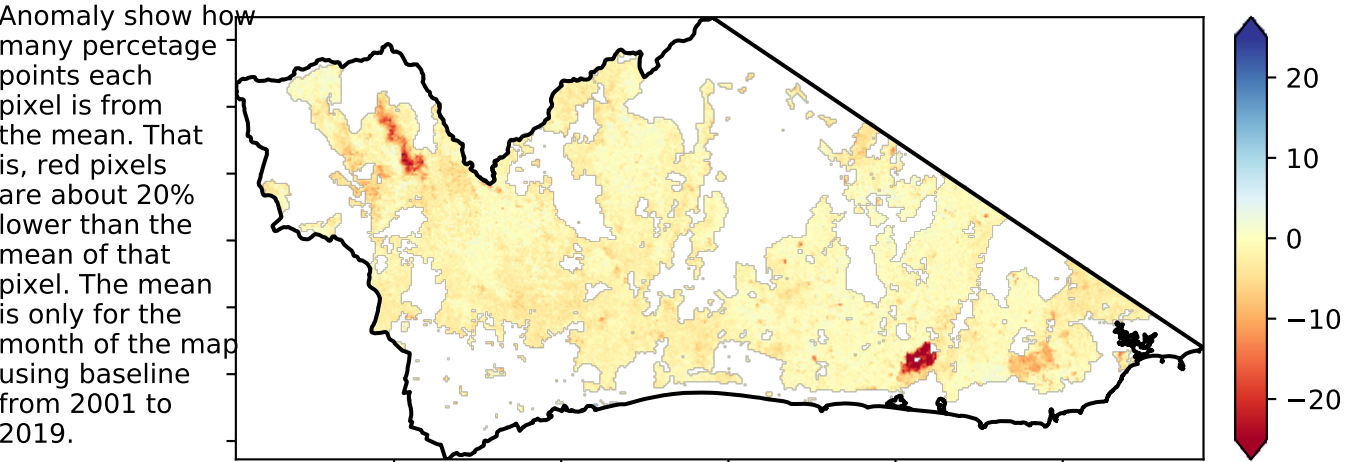 Anomaly show how
many percetage
points each
pixel is from
the mean. That
is, red pixels
are about 20%
lower than the
mean of that
pixel. The mean
is only for the
month of the map
using baseline
from 2001 to
2019.
20
10
0
−10
−20